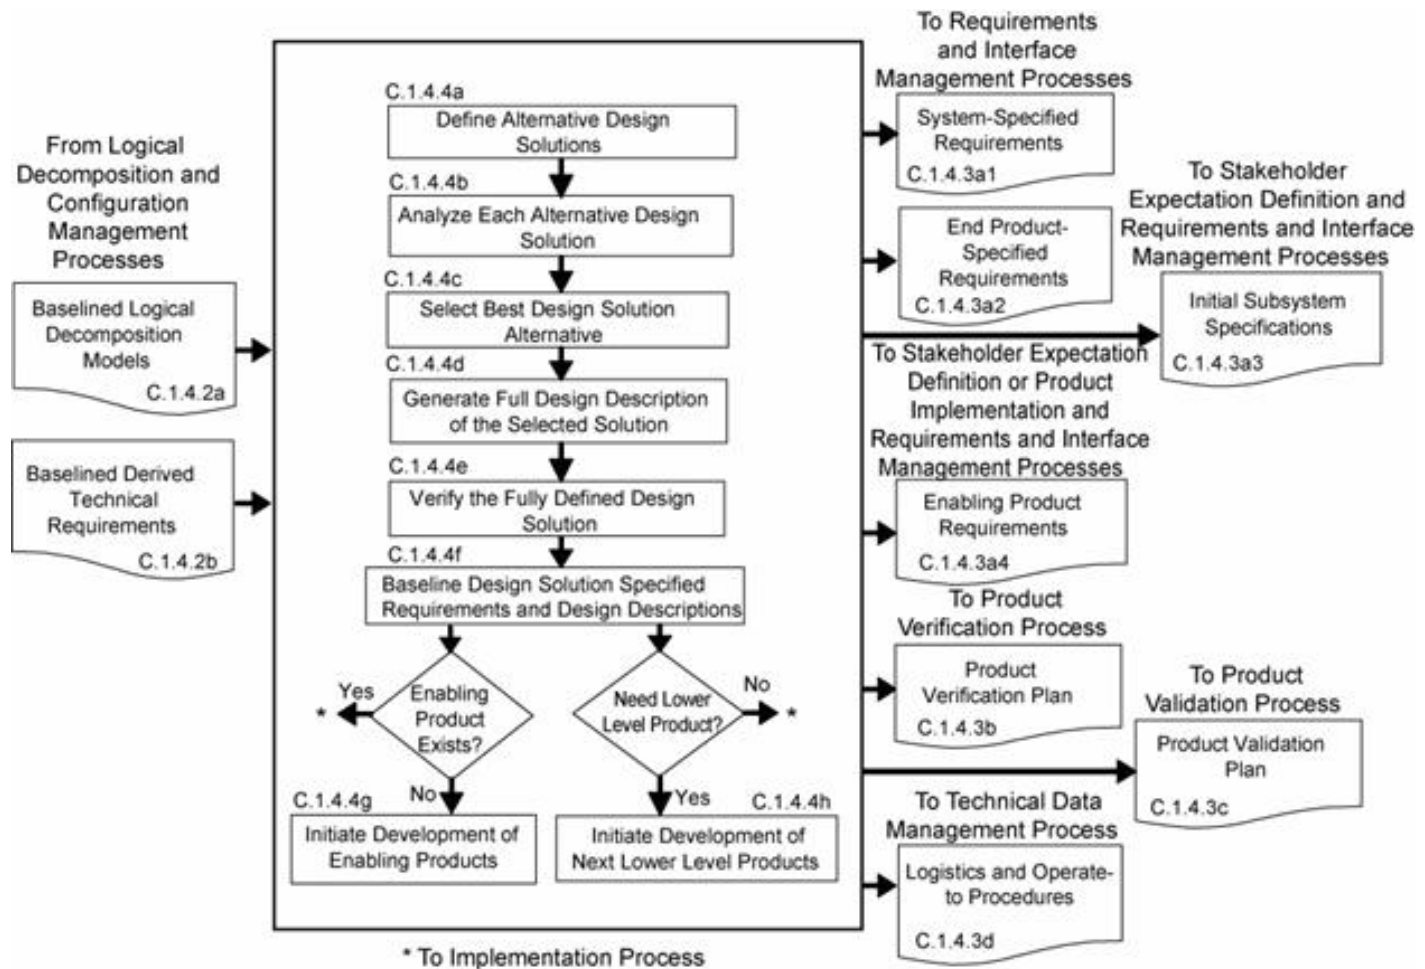 From Logical
Decomposition and
Configuration
Management
Processes
Baselined Logical
Decomposition
Models
C.1.4.2a
Baselined Derived
Technical
Requirements
C.1.4.2b
C.1.4.4a
Define Alternative Design
Solutions
C.1.4.4b
Analyze Each Alternative Design
Solution
C.1.4.4c
Select Best Design Solution
Alternative
C.1.4.4d
Generate Full Design Description
of the Selected Solution
C.1.4.4e
Verify the Fully Defined Design
Solution
C.1.4.4f
Baseline Design Solution Specified
Requirements and Design Descriptions
Yes
*
Enabling
Product
Exists?
No
Need Lower
Level Product?
No
*
Yes
C.1.4.4g
Initiate Development of
Enabling Products
C.1.4.4h
Initiate Development of
Next Lower Level Products
* To Implementation Process
To Requirements
and Interface
Management Processes
System-Specified
Requirements
C.1.4.3a1
End Product-
Specified
Requirements
C.1.4.3a2
To Stakeholder
Expectation Definition and
Requirements and Interface
Management Processes
Initial Subsystem
Specifications
C.1.4.3a3
To Stakeholder Expectation
Definition or Product
Implementation and
Requirements and Interface
Management Processes
Enabling Product
Requirements
C.1.4.3a4
To Product
Verification Process
Product
Verification Plan
C.1.4.3b
To Product
Validation Process
Product Validation
Plan
C.1.4.3c
To Technical Data
Management Process
Logistics and Operate-
to Procedures
C.1.4.3d